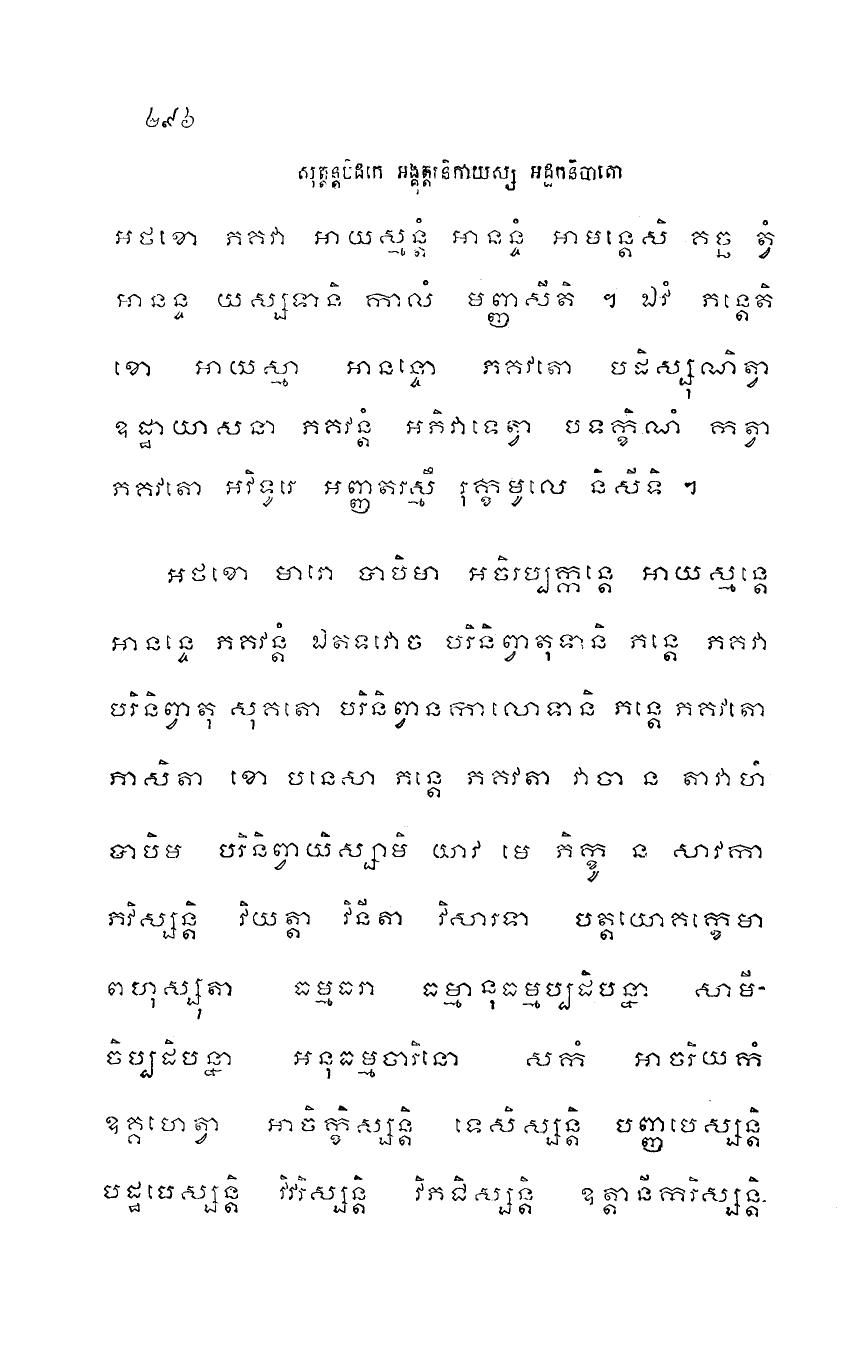 ២៩៦
សុត្តន្តបិដកេ អង្គុត្តរនិកាយស្ស អដ្ឋកនិបាតោ
អថខោ ភគវា អាយស្មន្តំ អានន្ទំ អាមន្តេសិ គច្ឆ ត្វំ
អានន្ទ យស្សទានិ កាលំ មញ្ញសីតិ ។ ឯវំ ភន្តេតិ
ខោ អាយស្មា អានន្ទោ ភគវតោ បដិស្សុណិត្វា
ឧដ្ឋាយាសនា ភគវន្តំ អភិវាទេត្វា បទក្ខិណំ កត្វា
ភគវតោ អវិទូរេ អញ្ញតរស្មឹ រុក្ខមូលេ និសីទិ ។
អថខោ មារោ បាបិមា អចិរប្បក្កន្តេ អាយស្មន្តេ
អានន្ទេ ភគវន្តំ ឯតទវោច បរិនិព្វាតុទានិ ភន្តេ ភគវា
បរិនិព្វាតុ សុគតោ បរិនិព្វានកាលោទានិ ភន្តេ ភគវតោ
ភាសិតា ខោ បនេសា ភន្តេ ភគវតា វាចា ន តាវាហំ
បាបិម បរិនិព្វាយិស្សាមិ យាវ មេ ភិក្ខូ ន សាវកា
ភវិស្សន្តិ វិយត្តា វិនីតា វិសារទា បត្តយោគក្ខេមា
ពហុស្សុតា ធម្មធរា ធម្មានុធម្មប្បដិបន្នា សាមី-
ចិប្បដិបន្នា អនុធម្មចារិនោ សកំ អាចរិយកំ
ឧគ្គហេត្វា អាចិក្ខិស្សន្តិ ទេសិស្សន្តិ បញ្ញបេស្សន្តិ
បដ្ឋបេស្សន្តិ វិវរិស្សន្តិ វិភជិស្សន្តិ ឧត្តានីករិស្សន្តិ